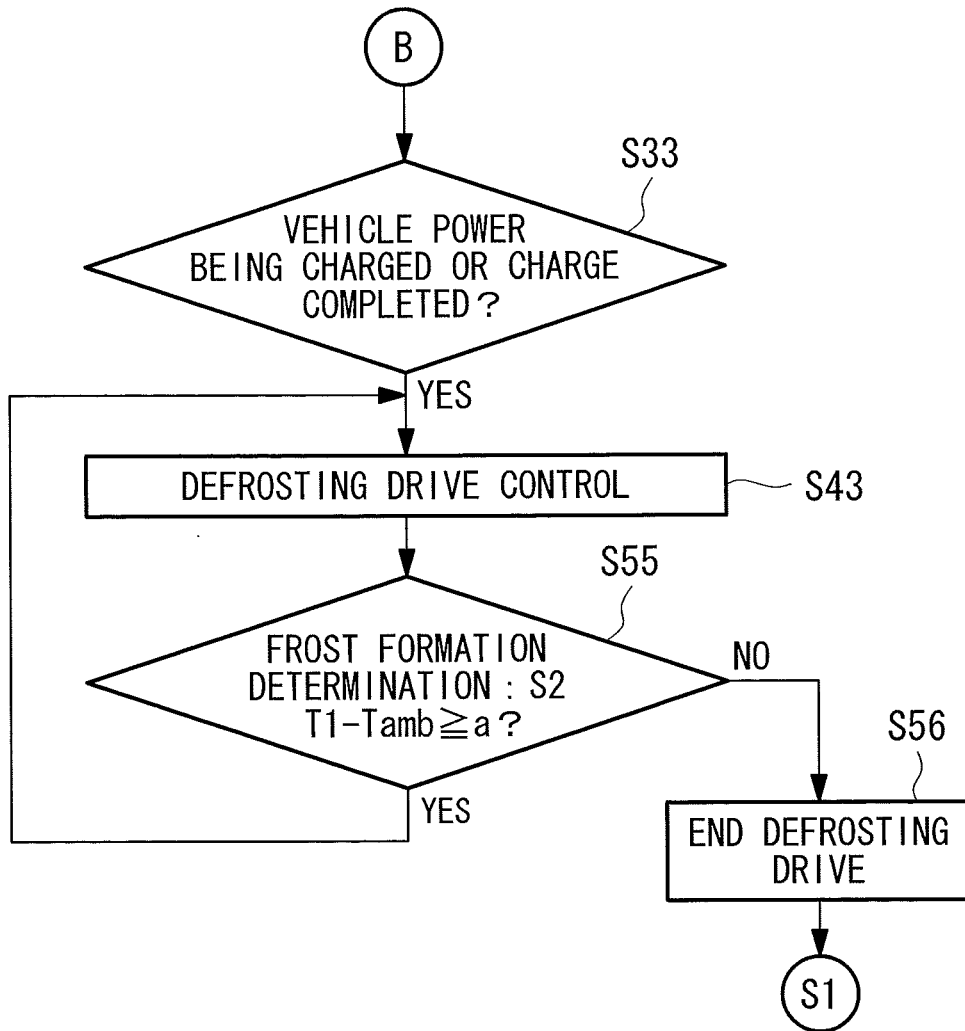 B
S33
VEHICLE POWER
BEING CHARGED OR CHARGE
COMPLETED?
YES
DEFROSTING DRIVE CONTROL
S43
S55
FROST FORMATION
DETERMINATION : S2
T1-Tamb≧a?
NO
YES
S56
END DEFROSTING
DRIVE
S1